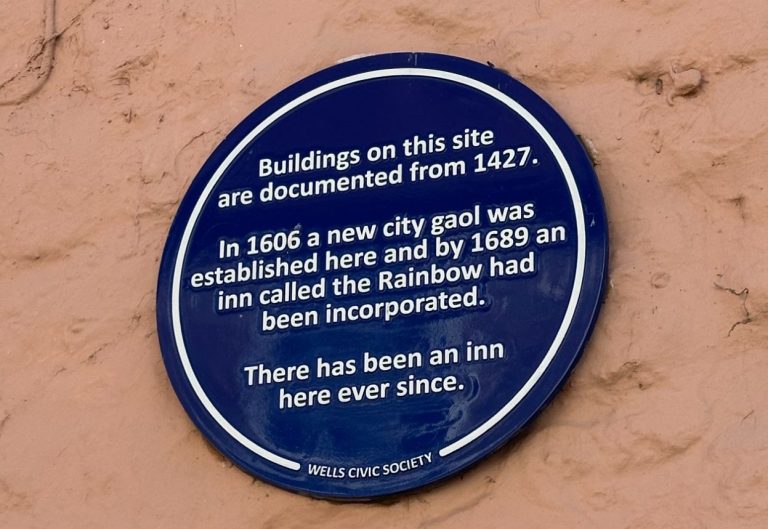 Buildings on this site
are documented from 1427.
In 1606 a new city gaol was
established here and by 1689 an
inn called the Rainbow had
been incorporated.
There has been an inn
here ever since.
WELLS CIVIC SOCIETY